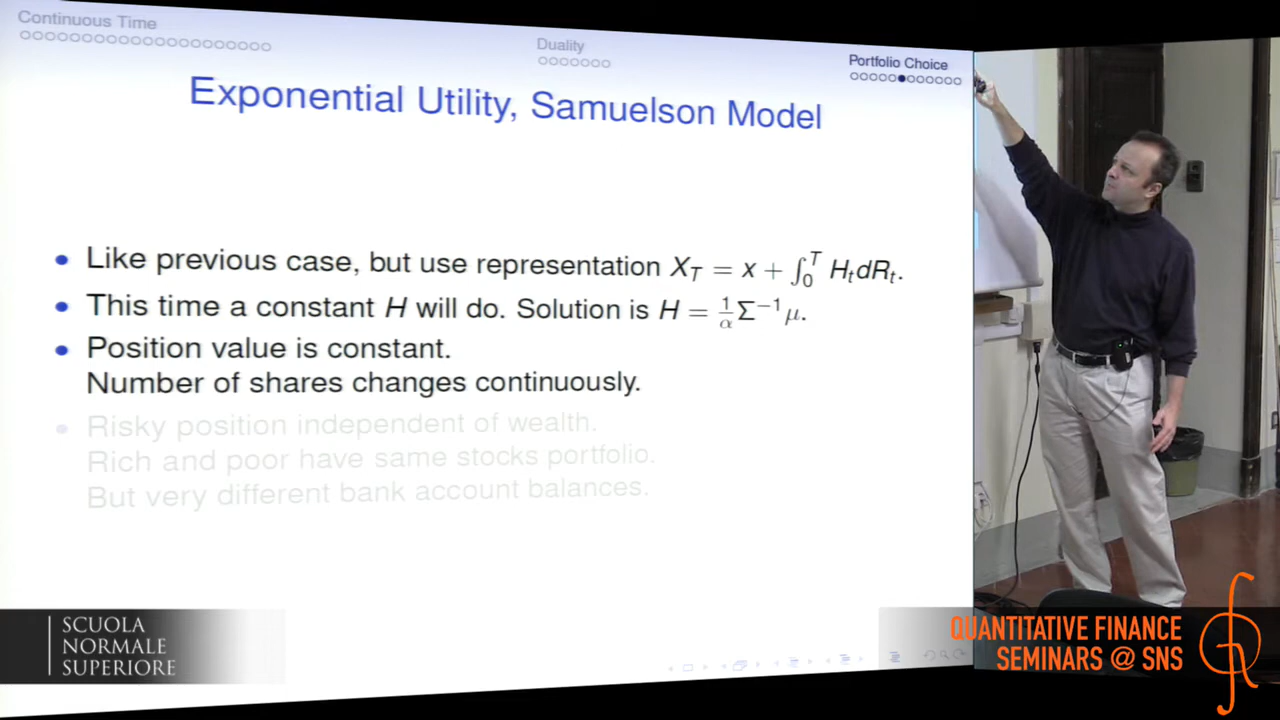 Continuous Time
Duality
Portfolio Choice
Exponential Utility, Samuelson Model
• Like previous case, but use representation X_T = x + ∫_0^T H_t dR_t.
• This time a constant H will do. Solution is H = \frac{1}{α} Σ^{-1} μ.
• Position value is constant.
Number of shares changes continuously.
• Risky position independent of wealth.
Rich and poor have same stocks portfolio.
But very different bank account balances.
SCUOLA
NORMALE
SUPERIORE
QUANTITATIVE FINANCE
SEMINARS @ SNS